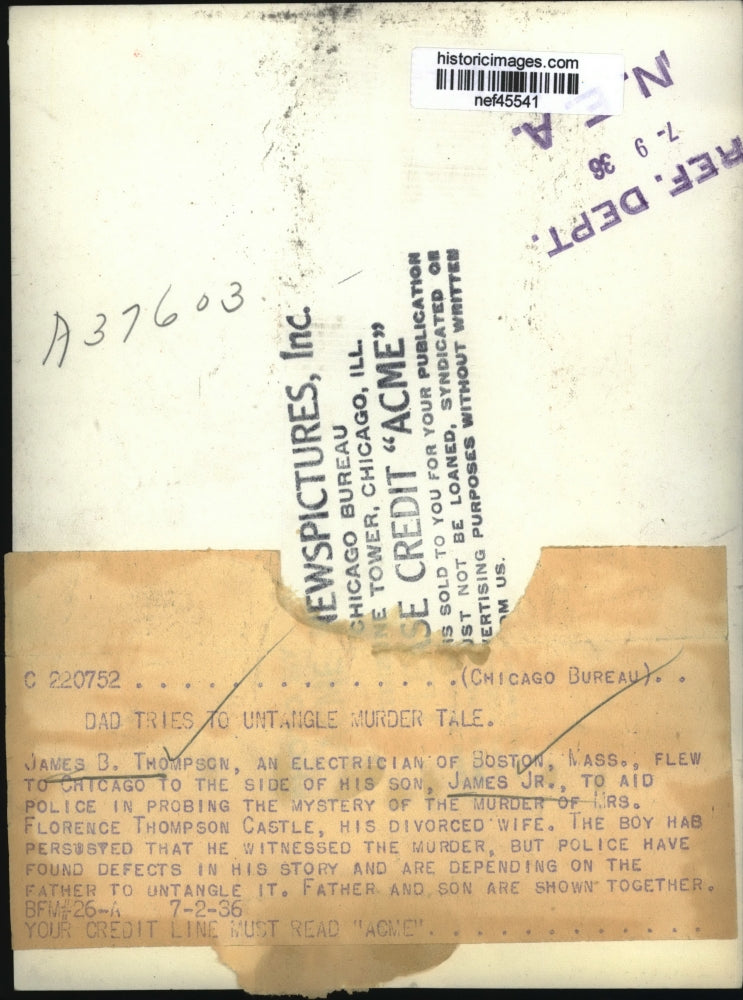 historicimages.com
nef45541
N.E.A.
7-9 36
REF. DEPT.
A37603
NEWSPICTURES, Inc.
CHICAGO BUREAU
NE TOWER, CHICAGO, ILL.
ASE CREDIT “ACME”
IS SOLD TO YOU FOR YOUR PUBLICATION
UST NOT BE LOANED, SYNDICATED OR
VERTISING PURPOSES WITHOUT WRITTEN
OM US.
C 220752 . . . . . . . . . . . . . . . (CHICAGO BUREAU). .
DAD TRIES TO UNTANGLE MURDER TALE.
JAMES B. THOMPSON, AN ELECTRICIAN OF BOSTON, MASS., FLEW
TO CHICAGO TO THE SIDE OF HIS SON, JAMES JR., TO AID
POLICE IN PROBING THE MYSTERY OF THE MURDER OF MRS.
FLORENCE THOMPSON CASTLE, HIS DIVORCED WIFE. THE BOY HAS
PERSISTED THAT HE WITNESSED THE MURDER, BUT POLICE HAVE
FOUND DEFECTS IN HIS STORY AND ARE DEPENDING ON THE
FATHER TO UNTANGLE IT. FATHER AND SON ARE SHOWN TOGETHER.
BFM#26-A 7-2-36
YOUR CREDIT LINE MUST READ "ACME". . . . . . . . . . . . .